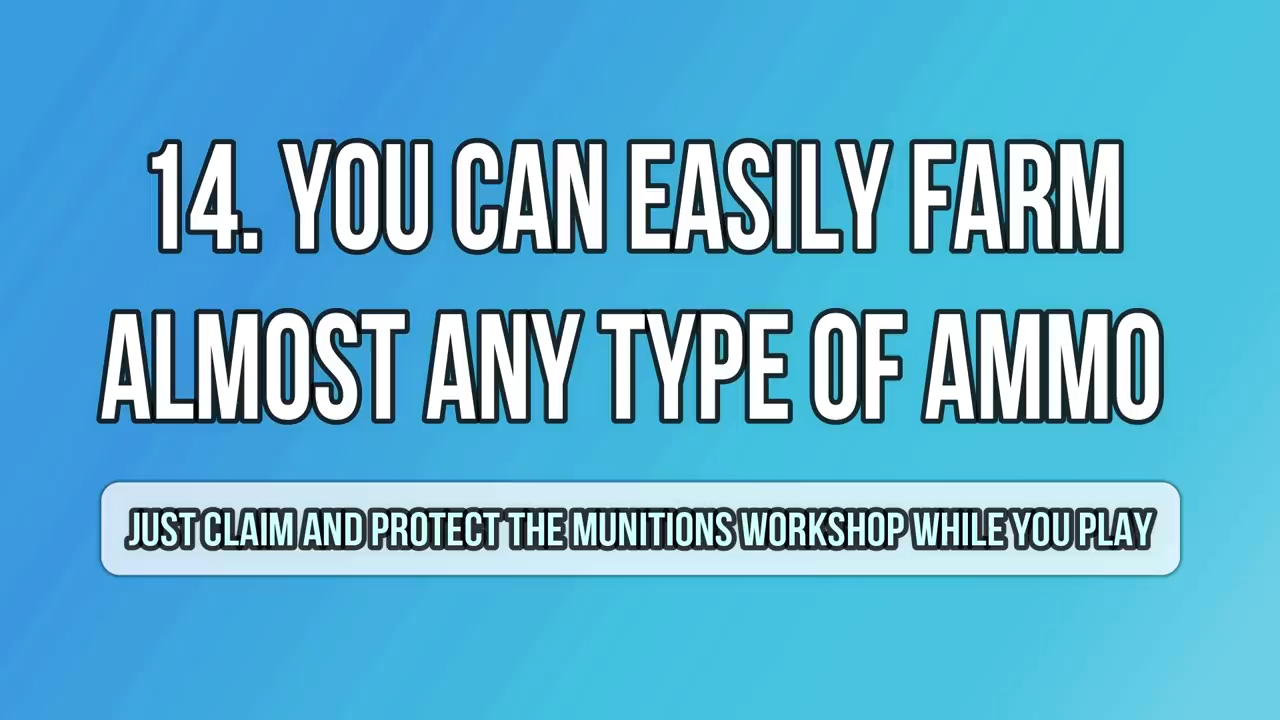 14. YOU CAN EASILY FARM
ALMOST ANY TYPE OF AMMO
JUST CLAIM AND PROTECT THE MUNITIONS WORKSHOP WHILE YOU PLAY